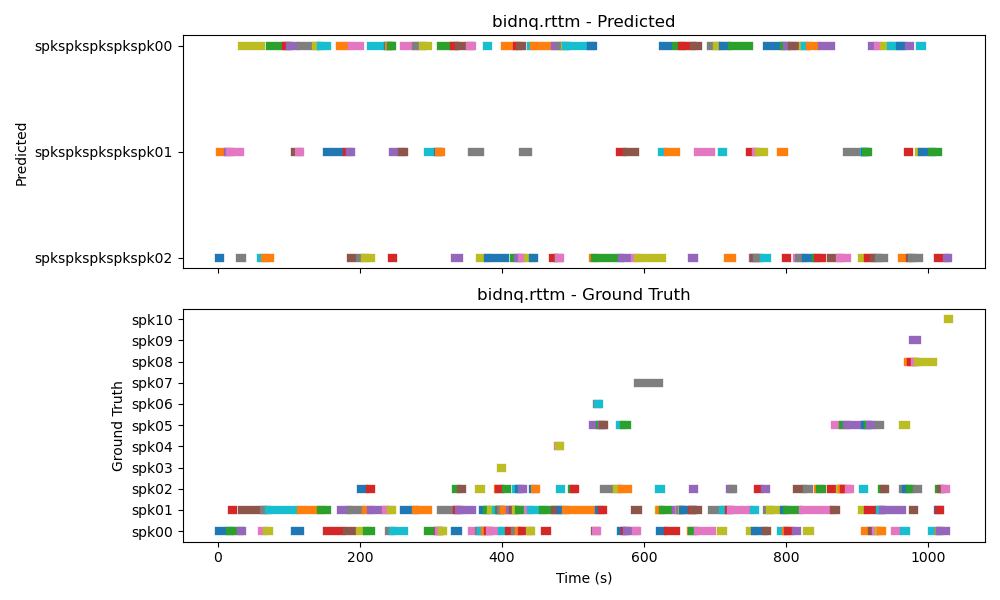 bidnq.rttm - Predicted
Predicted
spkspkspkspkspk00
spkspkspkspkspk01
spkspkspkspkspk02
bidnq.rttm - Ground Truth
Ground Truth
spk10
spk09
spk08
spk07
spk06
spk05
spk04
spk03
spk02
spk01
spk00
0 200 400 600 800 1000
Time (s)